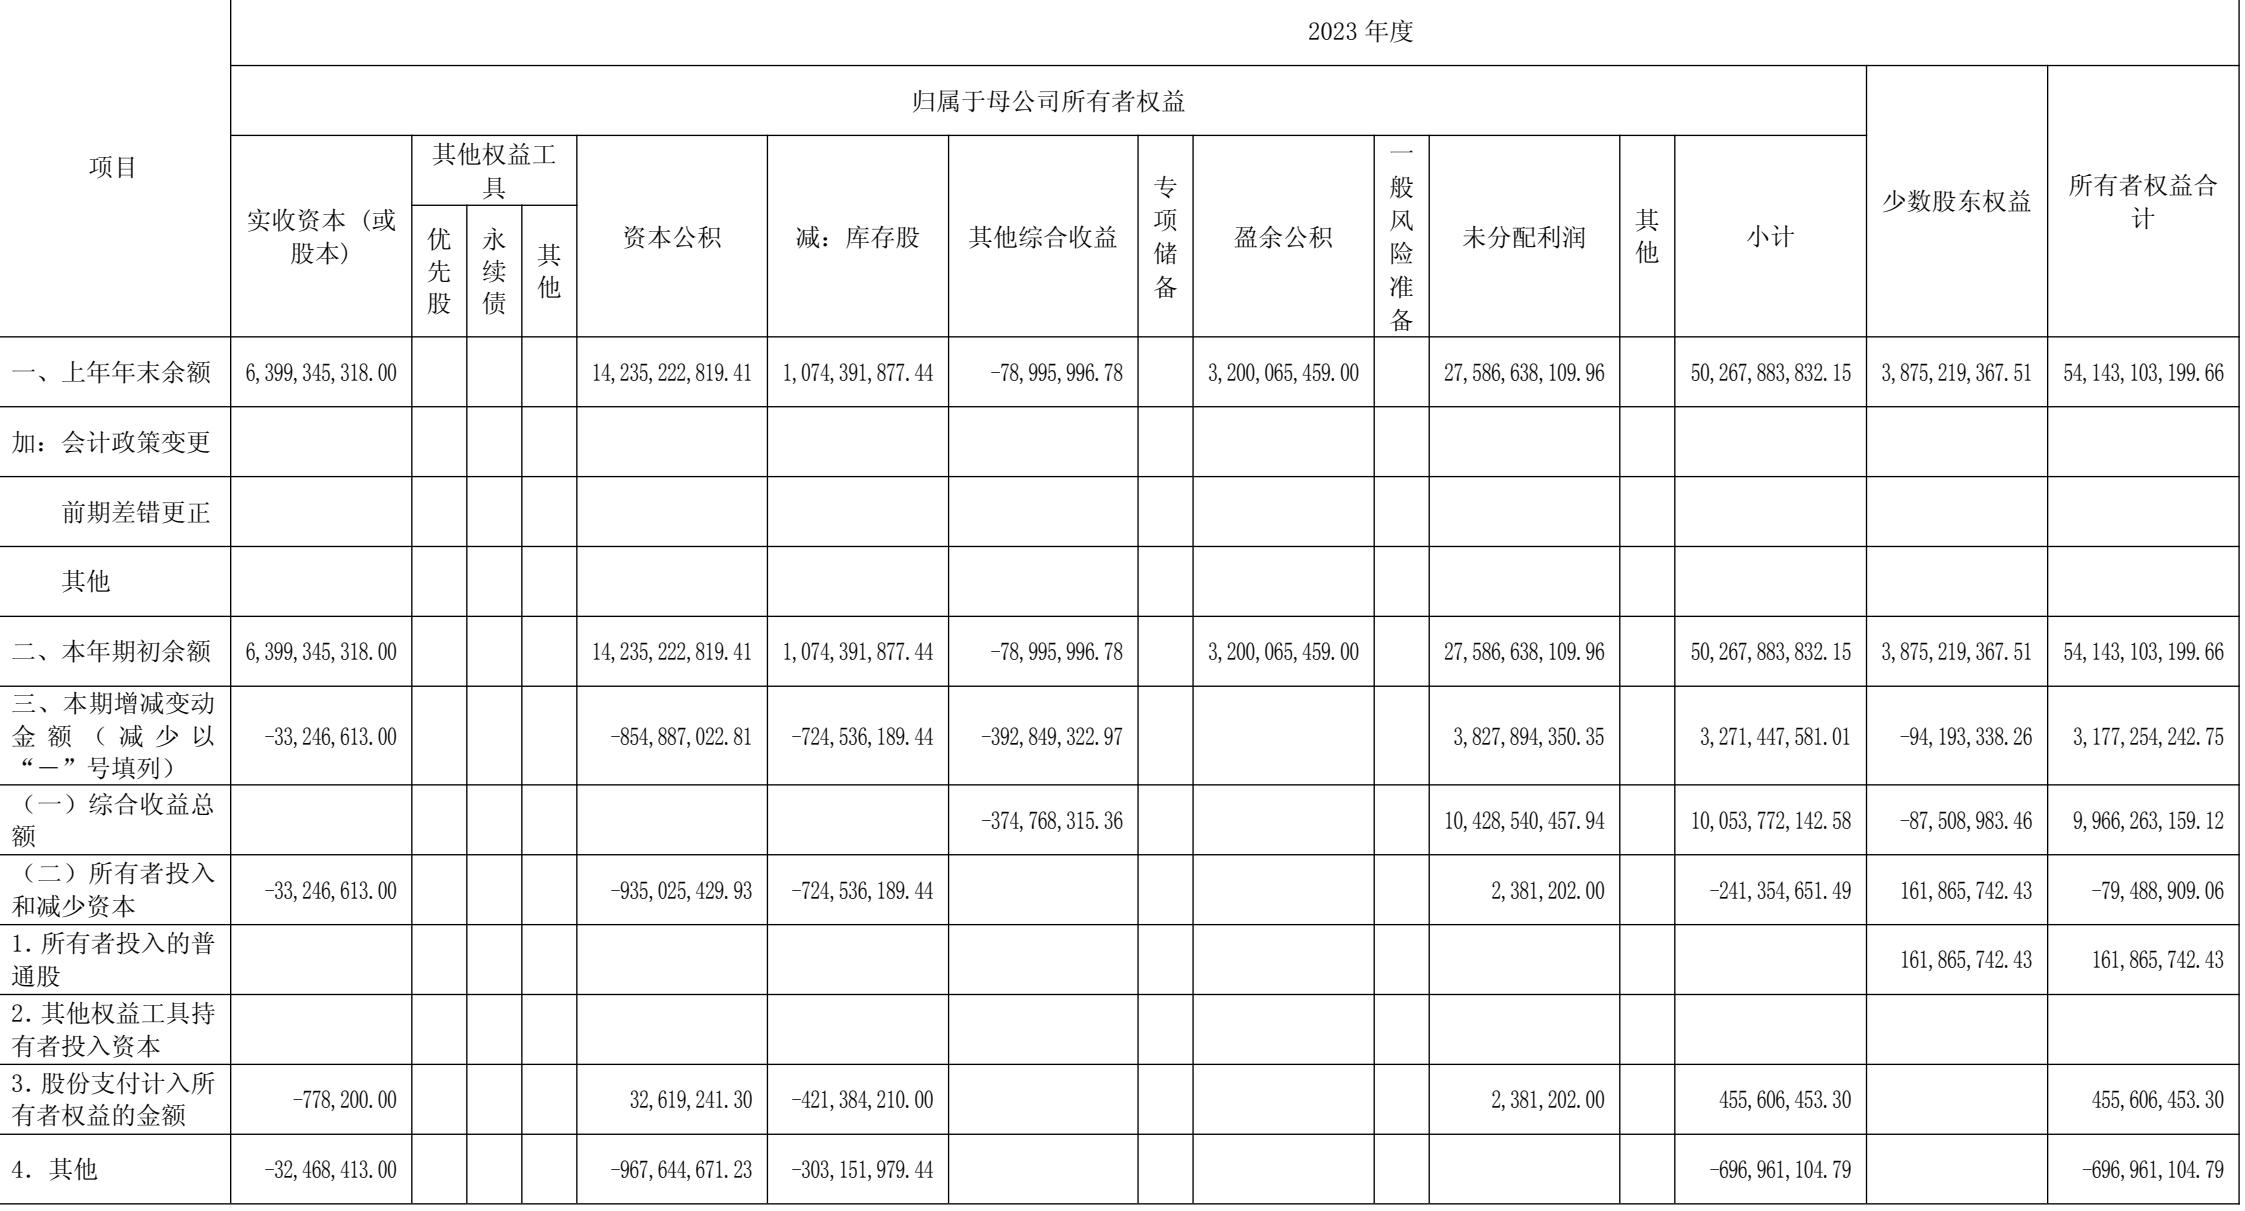 2023 年度
归属于母公司所有者权益
项目
少数股东权益
所有者权益合
计
实收资本 (或
股本)
其他权益工
具
优先股
永续债
其他
资本公积
减: 库存股
其他综合收益
专项储备
盈余公积
一般风险准备
未分配利润
其他
小计
一、上年年末余额 6,399,345,318.00 14,235,222,819.41 1,074,391,877.44 -78,995,996.78 3,200,065,459.00 27,586,638,109.96 50,267,883,832.15 3,875,219,367.51 54,143,103,199.66
加: 会计政策变更
前期差错更正
其他
二、本年期初余额 6,399,345,318.00 14,235,222,819.41 1,074,391,877.44 -78,995,996.78 3,200,065,459.00 27,586,638,109.96 50,267,883,832.15 3,875,219,367.51 54,143,103,199.66
三、本期增减变动
金额（减少以
“－”号填列） -33,246,613.00 -854,887,022.81 -724,536,189.44 -392,849,322.97 3,827,894,350.35 3,271,447,581.01 -94,193,338.26 3,177,254,242.75
（一）综合收益总
额 -374,768,315.36 10,428,540,457.94 10,053,772,142.58 -87,508,983.46 9,966,263,159.12
（二）所有者投入
和减少资本 -33,246,613.00 -935,025,429.93 -724,536,189.44 2,381,202.00 -241,354,651.49 161,865,742.43 -79,488,909.06
1. 所有者投入的普
通股 161,865,742.43 161,865,742.43
2. 其他权益工具持
有者投入资本
3. 股份支付计入所
有者权益的金额 -778,200.00 32,619,241.30 -421,384,210.00 2,381,202.00 455,606,453.30 455,606,453.30
4. 其他 -32,468,413.00 -967,644,671.23 -303,151,979.44 -696,961,104.79 -696,961,104.79